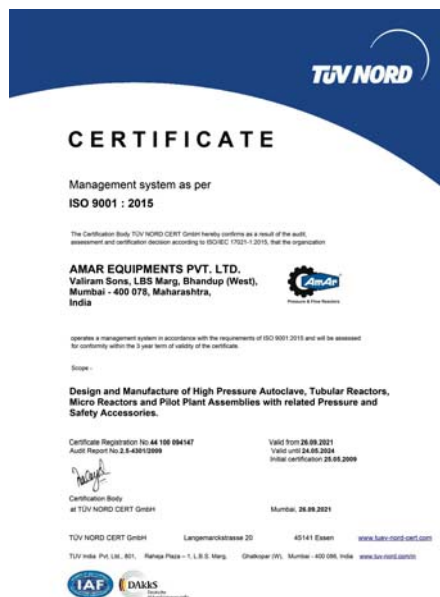 TÜV NORD
CERTIFICATE
Management system as per
ISO 9001 : 2015
The Certification Body TÜV NORD CERT GmbH hereby confirms as a result of the audit,
assessment and certification decision according to ISO/IEC 17021-1:2015, that the organization
AMAR EQUIPMENTS PVT. LTD.
Valiram Sons, LBS Marg, Bhandup (West),
Mumbai - 400 078, Maharashtra,
India
AmAr
Pressure & Flow Reactors
operates a management system in accordance with the requirements of ISO 9001:2015 and will be assessed
for conformity within the 3 year term of validity of the certificate.
Scope -
Design and Manufacture of High Pressure Autoclave, Tubular Reactors,
Micro Reactors and Pilot Plant Assemblies with related Pressure and
Safety Accessories.
Certificate Registration No.44 100 094147 Valid from 26.09.2021
Audit Report No.2.5-4301/2009 Valid until 24.05.2024
Initial certification 25.05.2009
Certification Body
at TÜV NORD CERT GmbH Mumbai, 26.09.2021
TÜV NORD CERT GmbH Langemarckstrasse 20 45141 Essen www.tuev-nord-cert.com
TÜV India Pvt. Ltd., 801, Raheja Plaza – 1, L.B.S. Marg, Ghatkopar (W), Mumbai - 400 086, India www.tuv-nord.com/in
IAF
DAkkS
Deutsche